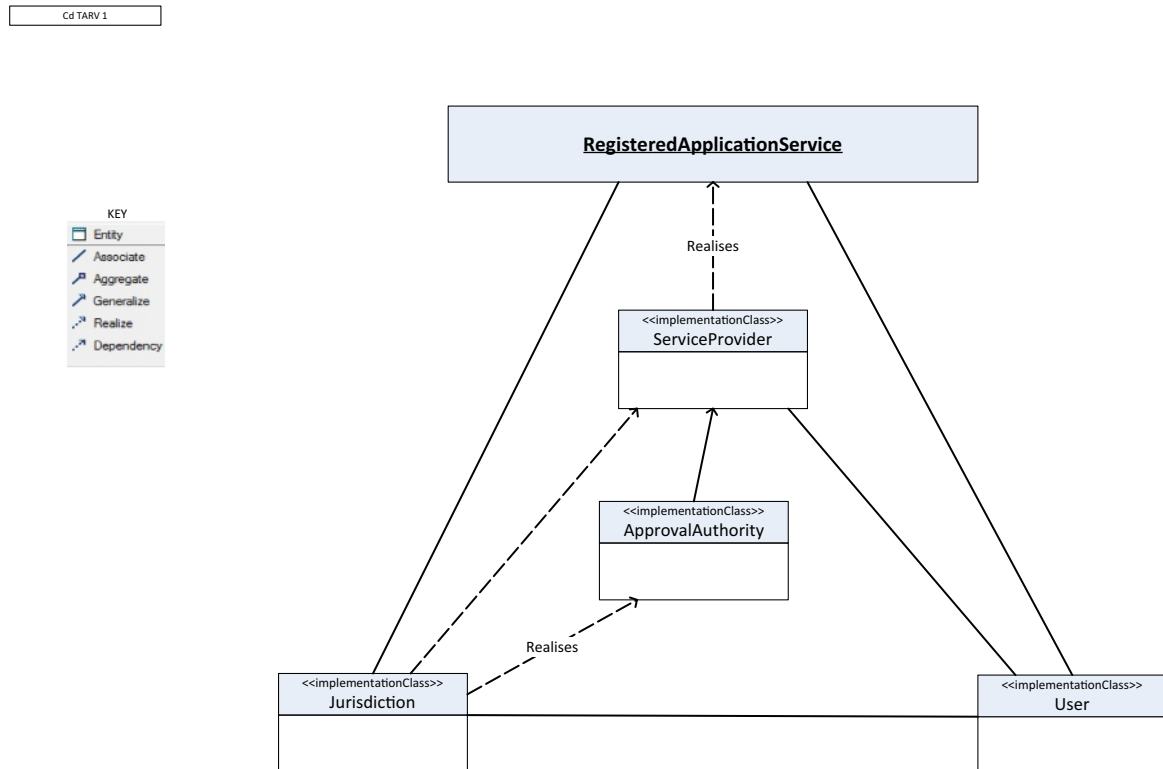 Cd TARV 1
RegisteredApplicationService
KEY
Entity
Associate
Aggregate
Generalize
Realize
Dependency
Realises
<<implementationClass>>
ServiceProvider
<<implementationClass>>
ApprovalAuthority
Realises
<<implementationClass>>
Jurisdiction
<<implementationClass>>
User